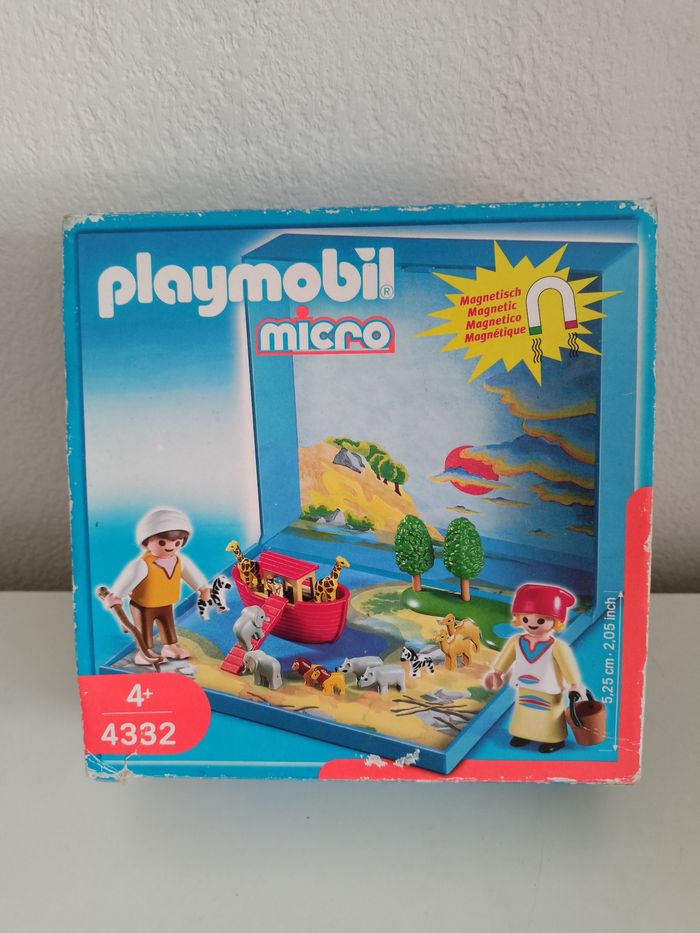 playmobil®
micro
Magnetisch
Magnetic
Magnetico
Magnétique
5,25 cm · 2,05 inch
4+
4332